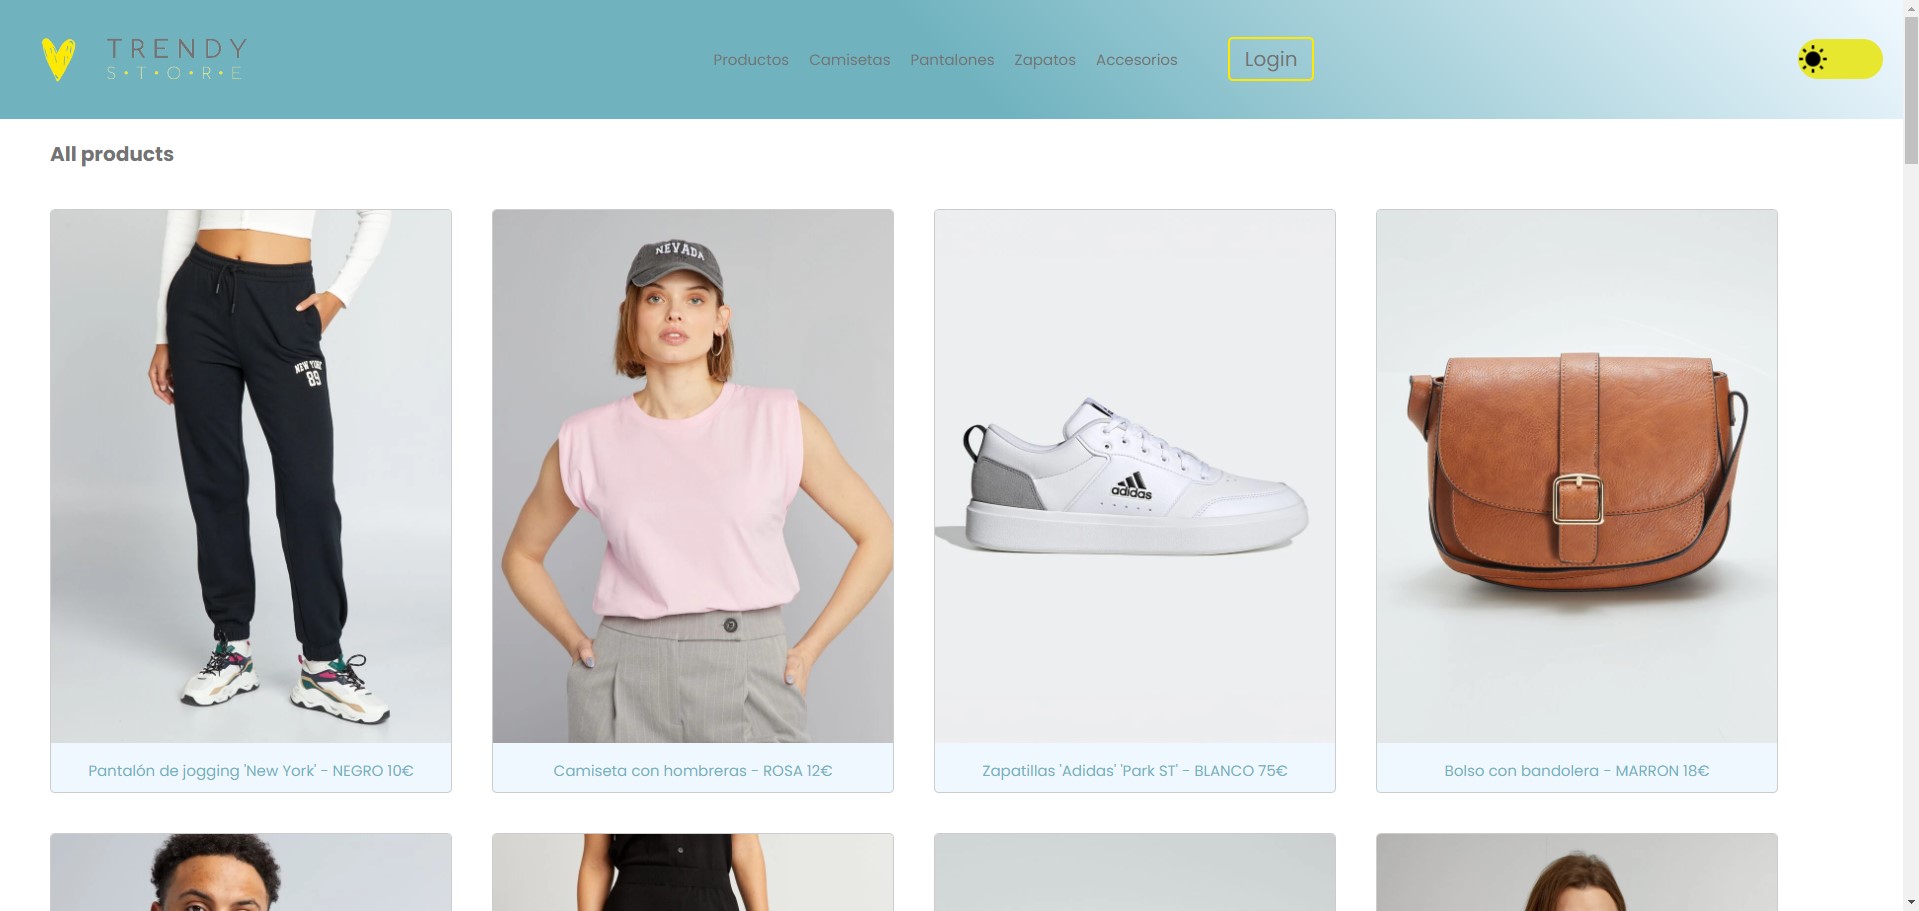 TRENDY
S·T·O·R·E
Productos Camisetas Pantalones Zapatos Accesorios Login
All products
NEW YORK
89
NEVADA
adidas
Pantalón de jogging 'New York' - NEGRO 10€
Camiseta con hombreras - ROSA 12€
Zapatillas 'Adidas' 'Park ST' - BLANCO 75€
Bolso con bandolera - MARRON 18€